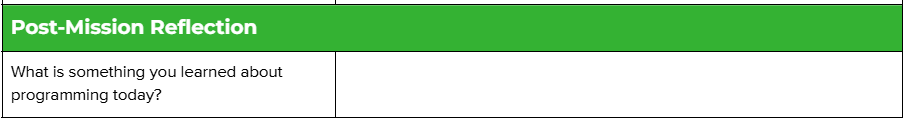 Post-Mission Reflection
What is something you learned about
programming today?